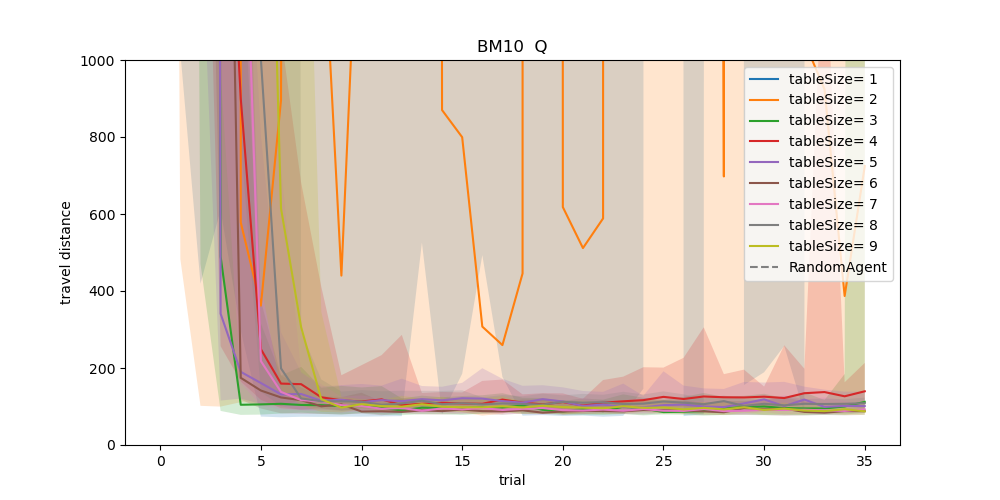 BM10  Q
1000
800
600
400
200
0
travel distance
0 5 10 15 20 25 30 35
trial
tableSize= 1
tableSize= 2
tableSize= 3
tableSize= 4
tableSize= 5
tableSize= 6
tableSize= 7
tableSize= 8
tableSize= 9
RandomAgent